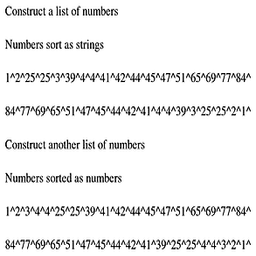 Construct a list of numbers
Numbers sort as strings
1^2^25^25^3^39^4^4^41^42^44^45^47^51^65^69^77^84^
84^77^69^65^51^47^45^44^42^41^4^4^39^3^25^25^2^1^
Construct another list of numbers
Numbers sorted as numbers
1^2^3^4^4^25^25^39^41^42^44^45^47^51^65^69^77^84^
84^77^69^65^51^47^45^44^42^41^39^25^25^4^4^3^2^1^